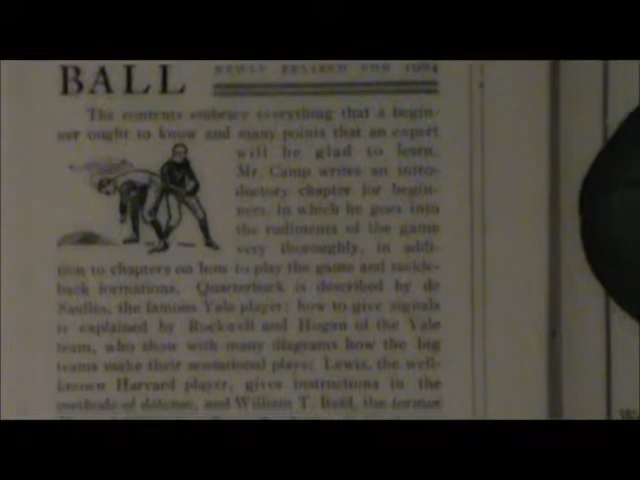 BALL
NEWLY REVISED FOR 1904
The contents embrace everything that a begin-
ner ought to know and many points that an expert
will be glad to learn.
Mr. Camp writes an intro-
ductory chapter for begin-
ners, in which he goes into
the rudiments of the game
very thoroughly, in addi-
tion to chapters on how to play the game and tackle-
back formations. Quarterback is described by de
Saulles, the famous Yale player; how to give signals
is explained by Rockwell and Hogan of the Yale
team, who show with many diagrams how the big
teams make their sensational plays; Lewis, the well-
known Harvard player, gives instructions in the
methods of defense, and William T. Reid, the former